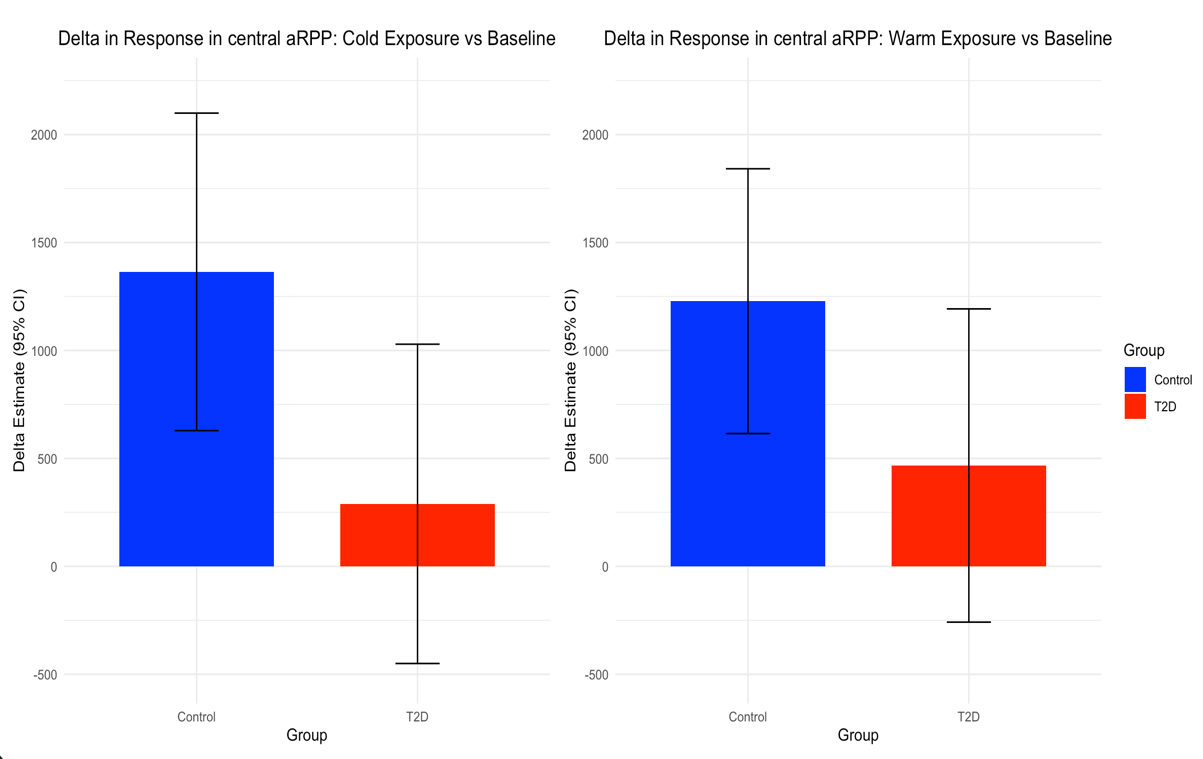 Delta in Response in central aRPP: Cold Exposure vs Baseline
Delta Estimate (95% CI)
2000
1500
1000
500
0
-500
Control
T2D
Group
Delta in Response in central aRPP: Warm Exposure vs Baseline
Delta Estimate (95% CI)
2000
1500
1000
500
0
-500
Control
T2D
Group
Group
Control
T2D